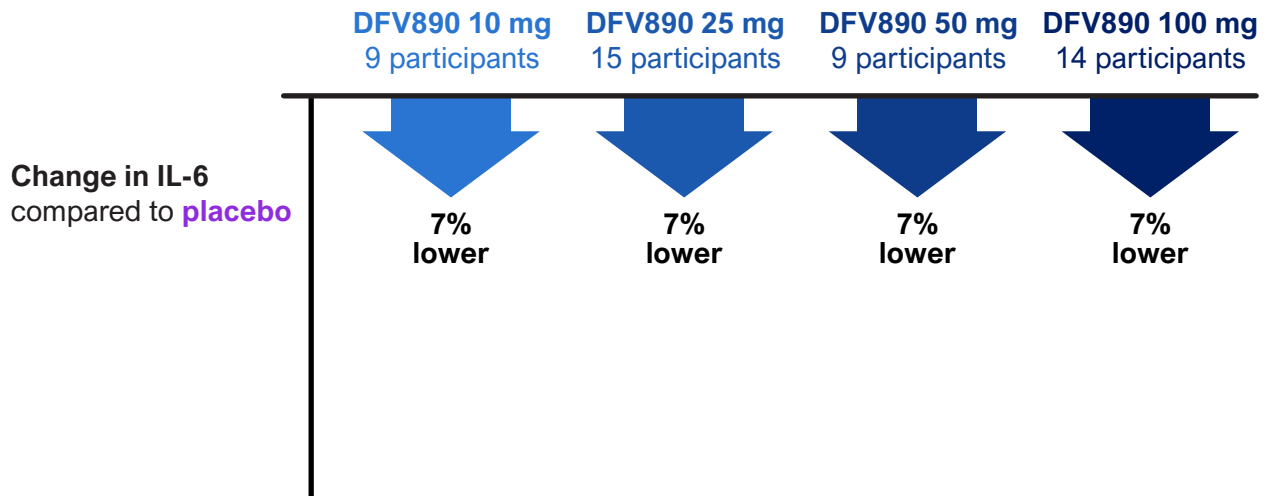 DFV890 10 mg DFV890 25 mg DFV890 50 mg DFV890 100 mg
9 participants 15 participants 9 participants 14 participants
Change in IL-6
compared to placebo
7% 7% 7% 7%
lower lower lower lower